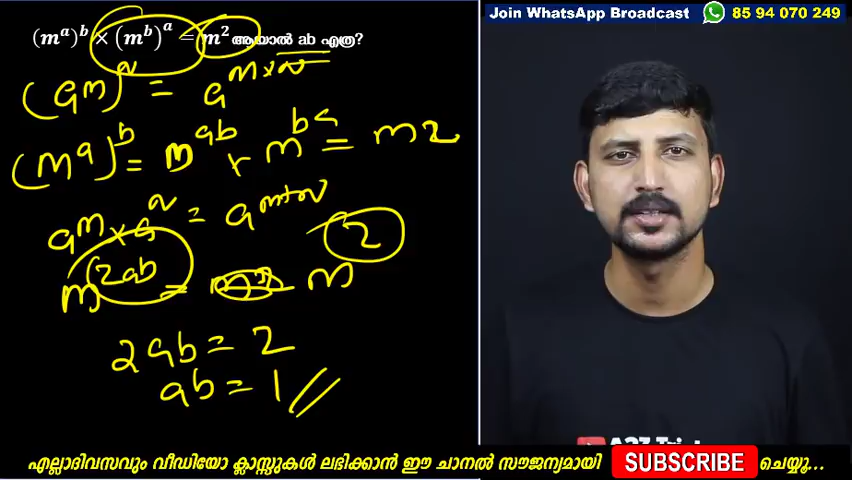 Join WhatsApp Broadcast 85 94 070 249
(mᵃ)ᵇ × (mᵇ)ᵃ = m² ആയാൽ ab എത്ര?
(am)ⁿ = a^m×n
(mᵃ)ᵇ = m^ab × m^ba = m2
a^m × aⁿ = a^m+n
m^2ab = m^2
2ab = 2
ab = 1//
എല്ലാദിവസവും വീഡിയോ ക്ലാസ്സുകൾ ലഭിക്കാൻ ഈ ചാനൽ സൗജന്യമായി SUBSCRIBE ചെയ്യൂ...